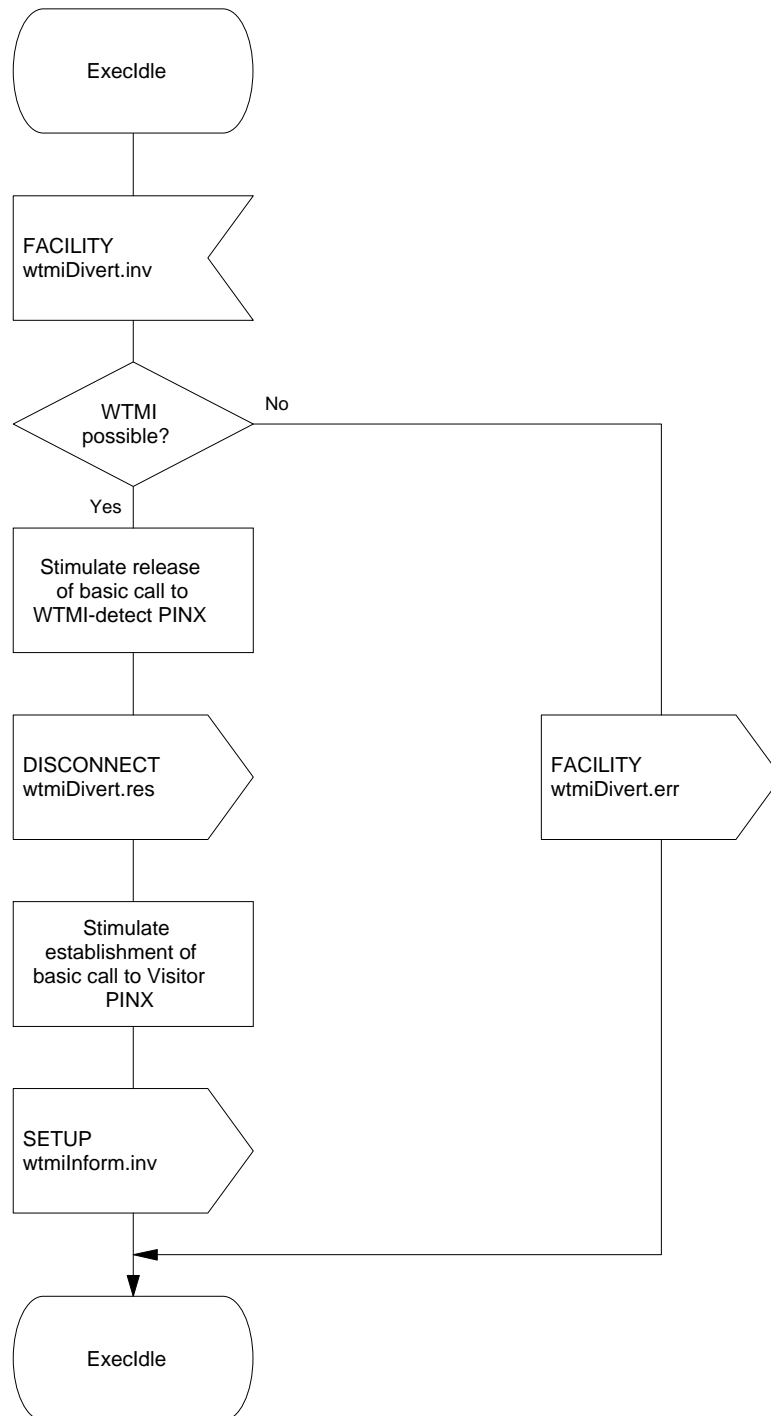 ExecIdle
FACILITY
wtmiDivert.inv
WTMI
possible?
No
Yes
Stimulate release
of basic call to
WTMI-detect PINX
DISCONNECT
wtmiDivert.res
FACILITY
wtmiDivert.err
Stimulate
establishment of
basic call to Visitor
PINX
SETUP
wtmiInform.inv
ExecIdle